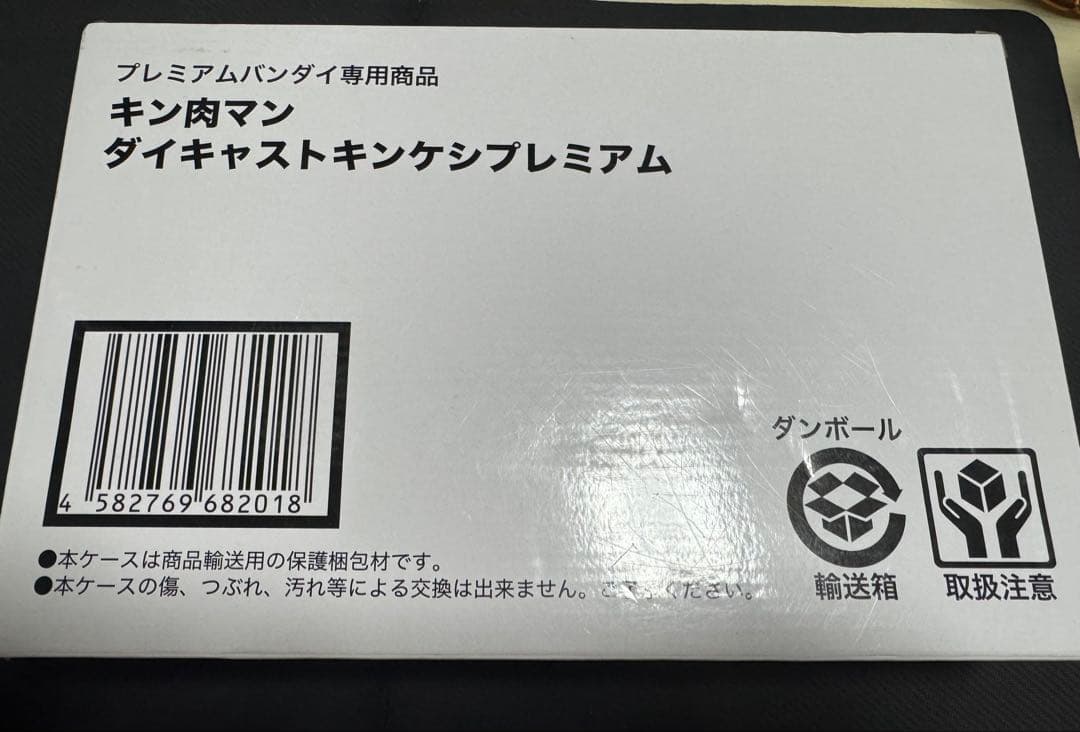 プレミアムバンダイ専用商品
キン肉マン
ダイキャストキンケシプレミアム
4 582769 682018
ダンボール
輸送箱
取扱注意
●本ケースは商品輸送用の保護梱包材です。
●本ケースの傷、つぶれ、汚れ等による交換は出来ません。ご了承ください。